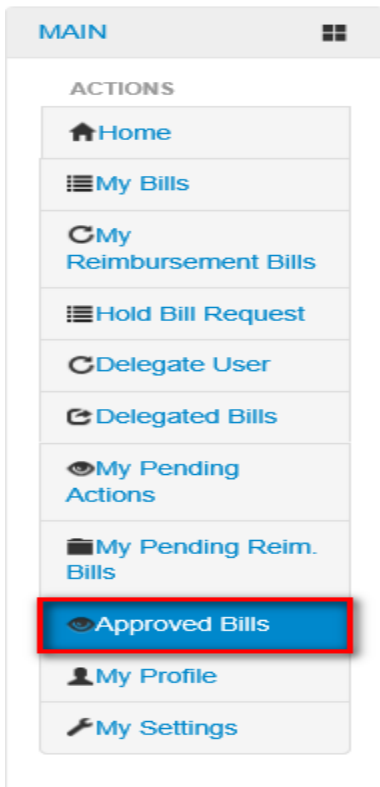 MAIN
ACTIONS
Home
My Bills
My
Reimbursement Bills
Hold Bill Request
Delegate User
Delegated Bills
My Pending
Actions
My Pending Reim.
Bills
Approved Bills
My Profile
My Settings